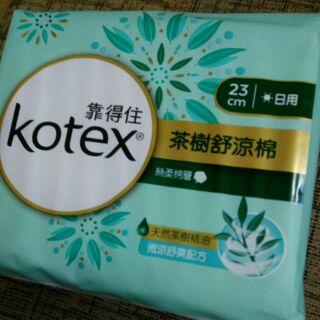 靠得住
kotex®
23
cm
日用
茶樹舒涼棉
絲柔棉層
天然茶樹精油
微涼舒爽配方